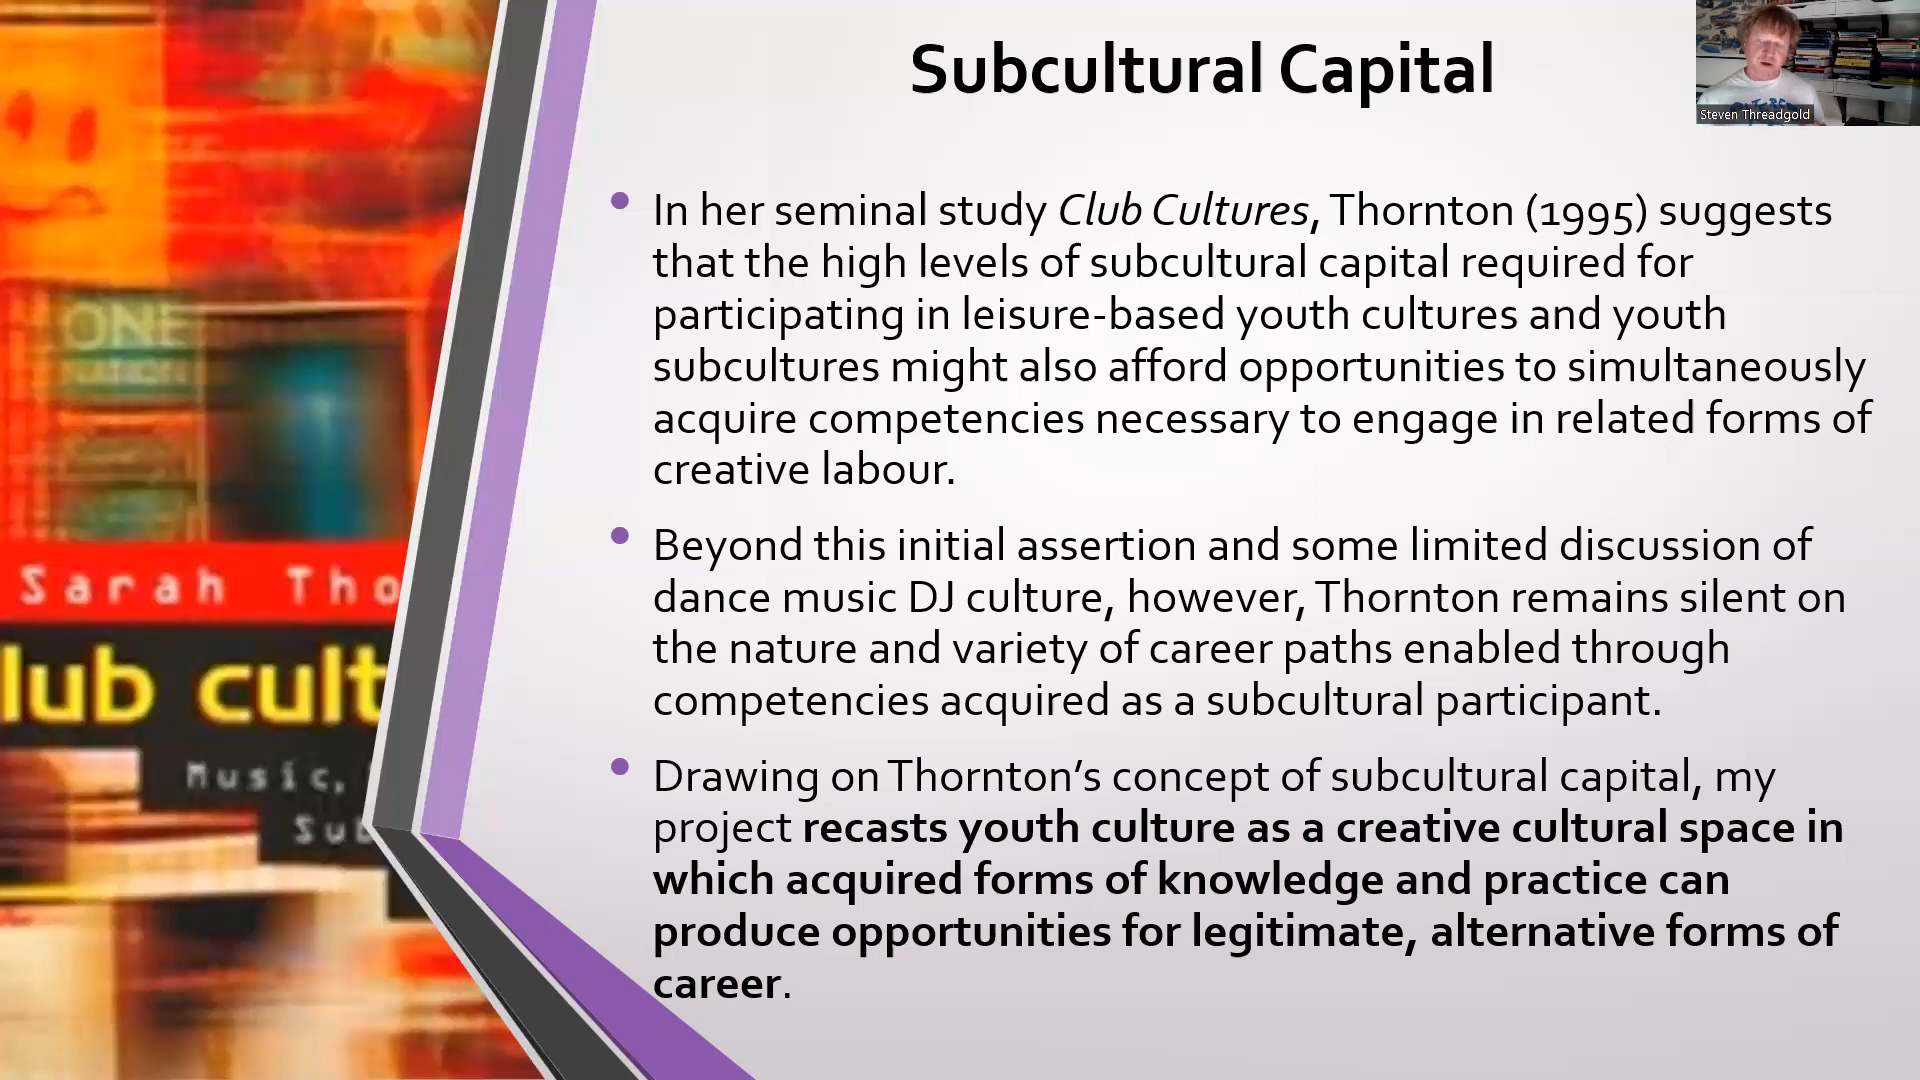 Subcultural Capital
Steven Threadgold
• In her seminal study Club Cultures, Thornton (1995) suggests
that the high levels of subcultural capital required for
participating in leisure-based youth cultures and youth
subcultures might also afford opportunities to simultaneously
acquire competencies necessary to engage in related forms of
creative labour.
• Beyond this initial assertion and some limited discussion of
dance music DJ culture, however, Thornton remains silent on
the nature and variety of career paths enabled through
competencies acquired as a subcultural participant.
• Drawing on Thornton’s concept of subcultural capital, my
project recasts youth culture as a creative cultural space in
which acquired forms of knowledge and practice can
produce opportunities for legitimate, alternative forms of
career.
ONE
NATION
Sarah Tho
lub cult
Music,
Sub